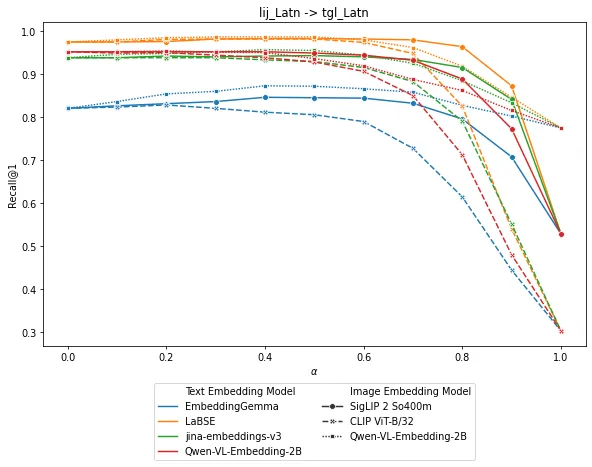 lij_Latn -> tgl_Latn
Recall@1
1.0
0.9
0.8
0.7
0.6
0.5
0.4
0.3
0.0 0.2 0.4 0.6 0.8 1.0
α
Text Embedding Model
EmbeddingGemma
LaBSE
jina-embeddings-v3
Qwen-VL-Embedding-2B
Image Embedding Model
SigLIP 2 So400m
CLIP ViT-B/32
Qwen-VL-Embedding-2B